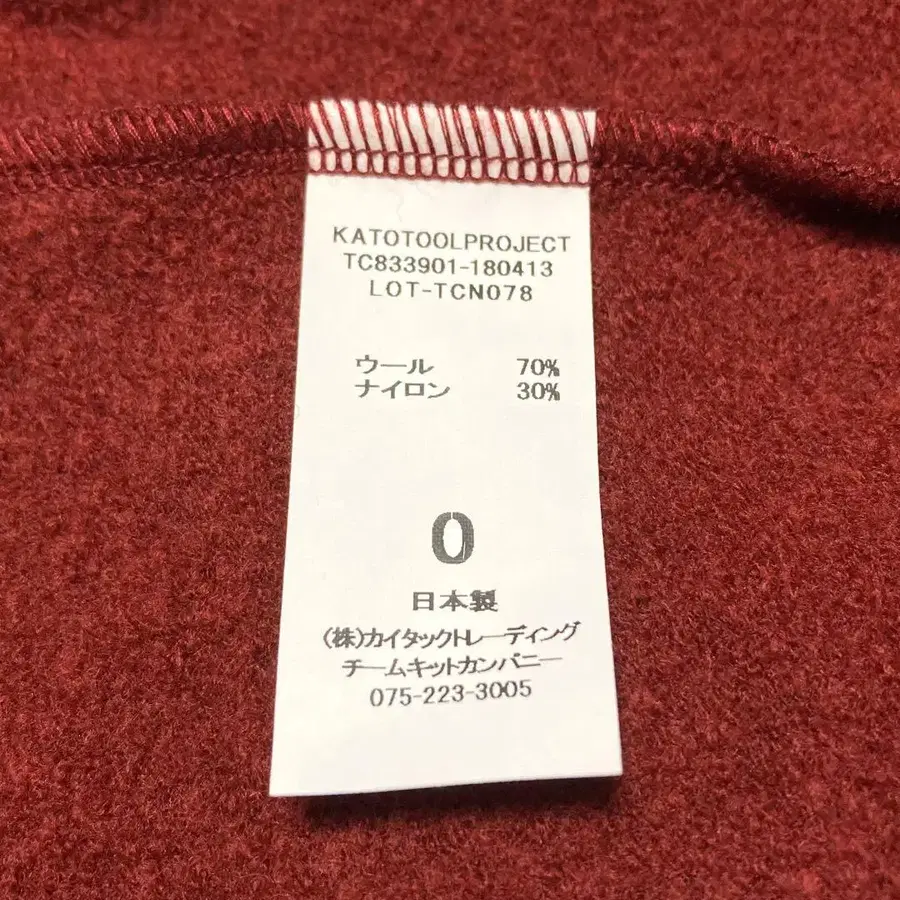 KATOTOOLPROJECT
TC833901-180413
LOT-TCN078
ウール 70%
ナイロン 30%
0
日本製
(株)カイタックトレーディング
チームキットカンパニー
075-223-3005